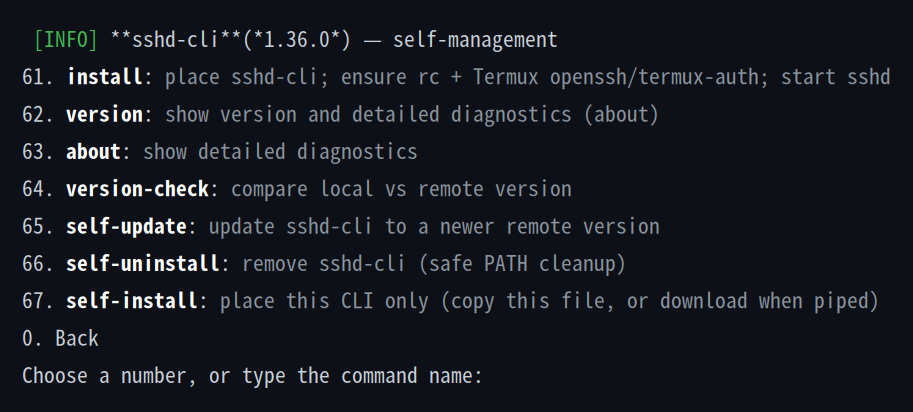 [INFO] **sshd-cli**(*1.36.0*) — self-management
61. install: place sshd-cli; ensure rc + Termux openssh/termux-auth; start sshd
62. version: show version and detailed diagnostics (about)
63. about: show detailed diagnostics
64. version-check: compare local vs remote version
65. self-update: update sshd-cli to a newer remote version
66. self-uninstall: remove sshd-cli (safe PATH cleanup)
67. self-install: place this CLI only (copy this file, or download when piped)
0. Back
Choose a number, or type the command name: